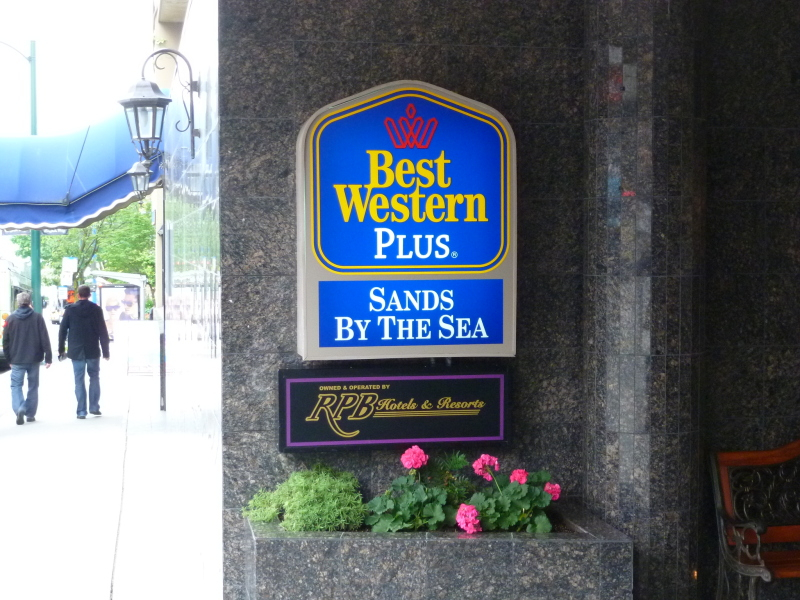 Best
Western
PLUS®
SANDS
BY THE SEA
OWNED & OPERATED BY
RPB Hotels & Resorts